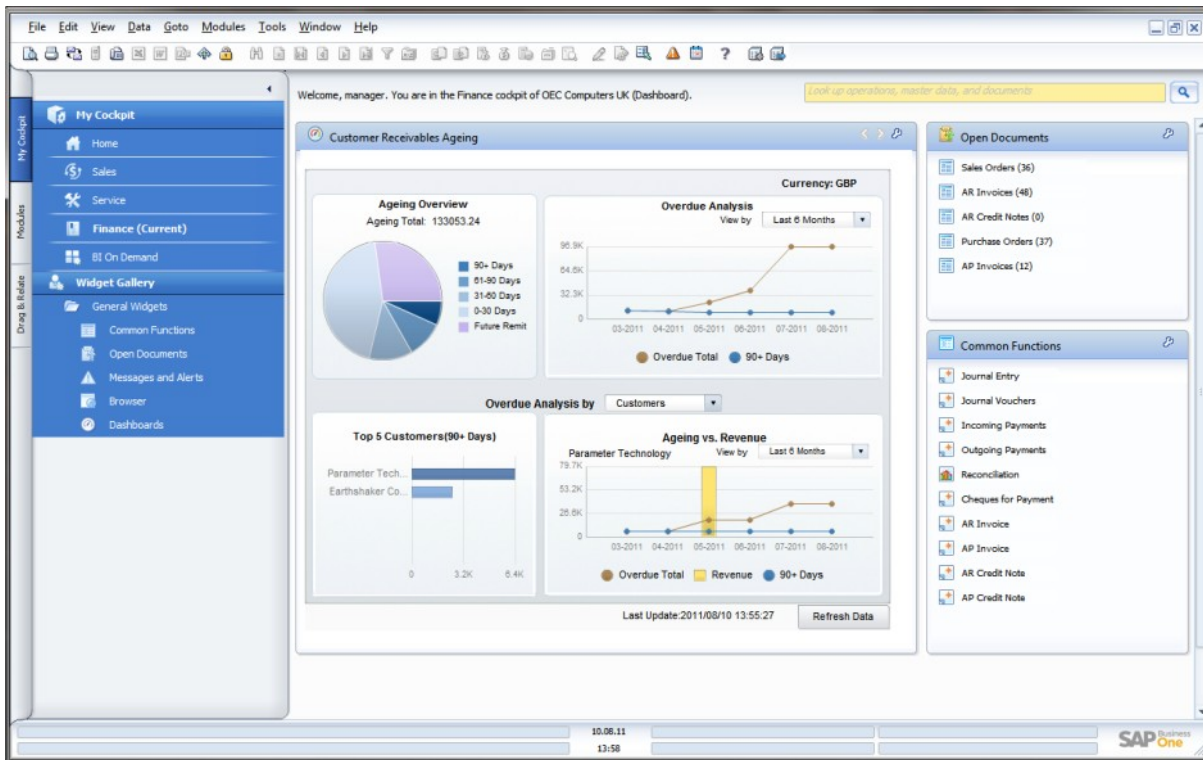 File Edit View Data Goto Modules Tools Window Help
Welcome, manager. You are in the Finance cockpit of OEC Computers UK (Dashboard).
Look up operations, master data, and documents
My Cockpit
Modules
Drag & Relate
My Cockpit
Home
Sales
Service
Finance (Current)
BI On Demand
Widget Gallery
General Widgets
Common Functions
Open Documents
Messages and Alerts
Browser
Dashboards
Customer Receivables Ageing
Currency: GBP
Ageing Overview
Ageing Total: 133053.24
90+ Days
61-90 Days
31-60 Days
0-30 Days
Future Remit
Overdue Analysis
View by Last 6 Months
96.9K
64.6K
32.3K
0
03-2011 04-2011 05-2011 06-2011 07-2011 08-2011
Overdue Total 90+ Days
Overdue Analysis by Customers
Top 5 Customers(90+ Days)
Parameter Tech...
Earthshaker Co...
0 3.2K 6.4K
Ageing vs. Revenue
Parameter Technology View by Last 6 Months
79.7K
53.2K
26.6K
0
03-2011 04-2011 05-2011 06-2011 07-2011 08-2011
Overdue Total Revenue 90+ Days
Last Update:2011/08/10 13:55:27 Refresh Data
Open Documents
Sales Orders (36)
AR Invoices (48)
AR Credit Notes (0)
Purchase Orders (37)
AP Invoices (12)
Common Functions
Journal Entry
Journal Vouchers
Incoming Payments
Outgoing Payments
Reconciliation
Cheques for Payment
AR Invoice
AP Invoice
AR Credit Note
AP Credit Note
10.08.11
13:58
SAP Business One